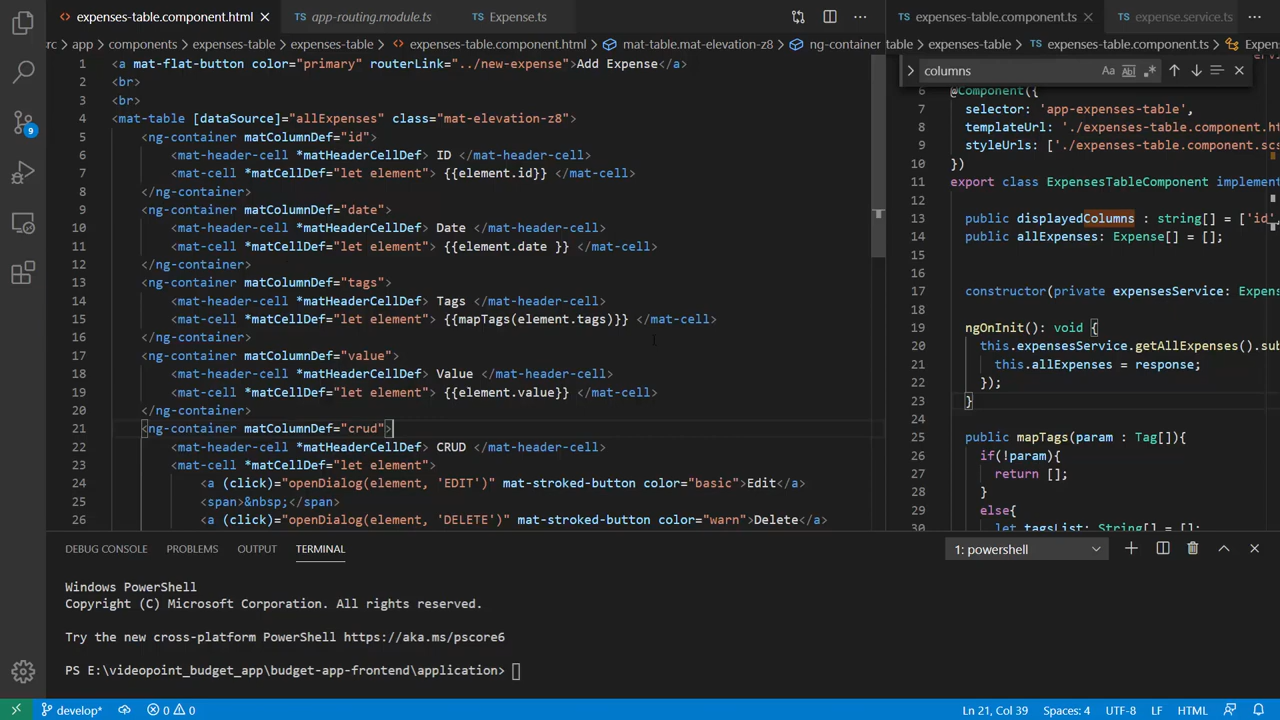 expenses-table.component.html
app-routing.module.ts
Expense.ts
expenses-table.component.ts
expense.service.ts
src > app > components > expenses-table > expenses-table > expenses-table.component.html > mat-table.mat-elevation-z8 > ng-container
table > expenses-table > expenses-table.component.ts > Expens
1 <a mat-flat-button color="primary" routerLink="../new-expense">Add Expense</a>
2 <br>
3 <br>
4 <mat-table [dataSource]="allExpenses" class="mat-elevation-z8">
5 <ng-container matColumnDef="id">
6 <mat-header-cell *matHeaderCellDef> ID </mat-header-cell>
7 <mat-cell *matCellDef="let element"> {{element.id}} </mat-cell>
8 </ng-container>
9 <ng-container matColumnDef="date">
10 <mat-header-cell *matHeaderCellDef> Date </mat-header-cell>
11 <mat-cell *matCellDef="let element"> {{element.date }} </mat-cell>
12 </ng-container>
13 <ng-container matColumnDef="tags">
14 <mat-header-cell *matHeaderCellDef> Tags </mat-header-cell>
15 <mat-cell *matCellDef="let element"> {{mapTags(element.tags)}} </mat-cell>
16 </ng-container>
17 <ng-container matColumnDef="value">
18 <mat-header-cell *matHeaderCellDef> Value </mat-header-cell>
19 <mat-cell *matCellDef="let element"> {{element.value}} </mat-cell>
20 </ng-container>
21 <ng-container matColumnDef="crud">
22 <mat-header-cell *matHeaderCellDef> CRUD </mat-header-cell>
23 <mat-cell *matCellDef="let element">
24 <a (click)="openDialog(element, 'EDIT')" mat-stroked-button color="basic">Edit</a>
25 <span>&nbsp;</span>
26 <a (click)="openDialog(element, 'DELETE')" mat-stroked-button color="warn">Delete</a>
columns
Aa
6 @Component({
7 selector: 'app-expenses-table',
8 templateUrl: './expenses-table.component.ht
9 styleUrls: ['./expenses-table.component.scs
10 })
11 export class ExpensesTableComponent implement
12
13 public displayedColumns : string[] = ['id',
14 public allExpenses: Expense[] = [];
15
16
17 constructor(private expensesService: Expens
18
19 ngOnInit(): void {
20 this.expensesService.getAllExpenses().sub
21 this.allExpenses = response;
22 });
23 }
24
25 public mapTags(param : Tag[]){
26 if(!param){
27 return [];
28 }
29 else{
30 let tagsList: String[] = [];
9
DEBUG CONSOLE PROBLEMS OUTPUT TERMINAL
1: powershell
Windows PowerShell
Copyright (C) Microsoft Corporation. All rights reserved.
Try the new cross-platform PowerShell https://aka.ms/pscore6
PS E:\videopoint_budget_app\budget-app-frontend\application>
develop* 0 0 Ln 21, Col 39 Spaces: 4 UTF-8 LF HTML